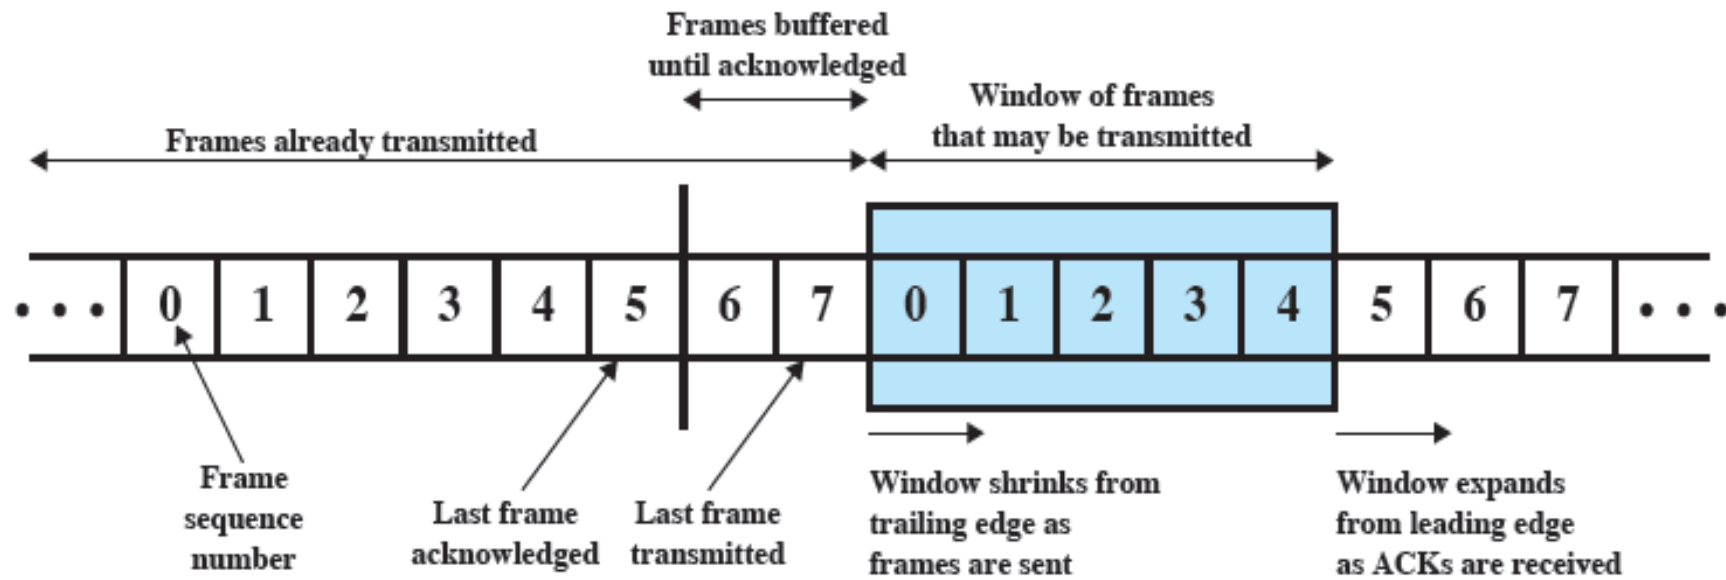 Frames buffered
until acknowledged
Window of frames
that may be transmitted
Frames already transmitted
••• 0 1 2 3 4 5 6 7 0 1 2 3 4 5 6 7 •••
Frame
sequence
number
Last frame
acknowledged
Last frame
transmitted
Window shrinks from
trailing edge as
frames are sent
Window expands
from leading edge
as ACKs are received